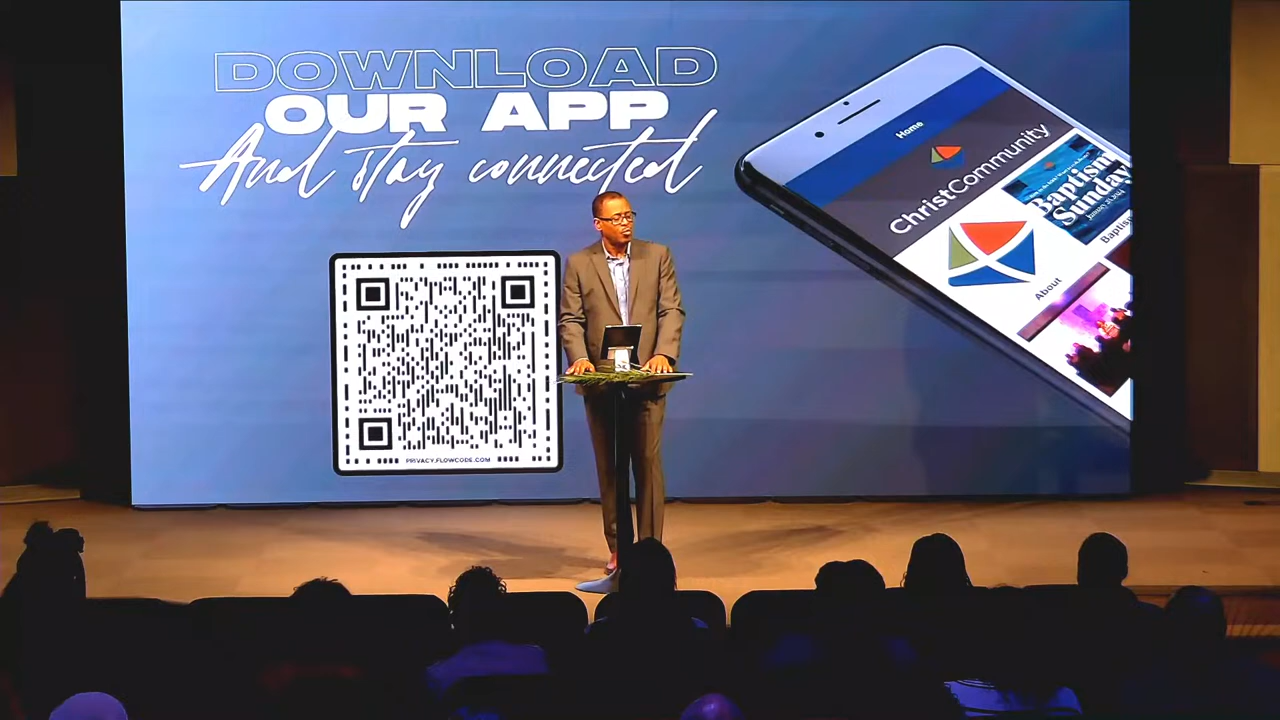 DOWNLOAD
OUR APP
And stay connected
PRIVACY.FLOWCODE.COM
Home
ChristCommunity
Baptism
Sunday
About